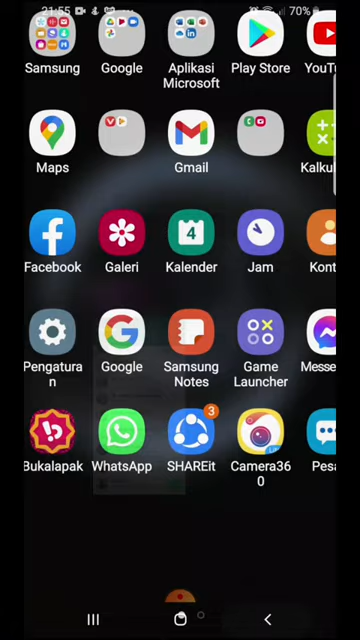 21:55
70%
Samsung
Google
Aplikasi
Microsoft
Play Store
YouTu
Maps
Gmail
Kalku
4
Facebook
Galeri
Kalender
Jam
Kont
Pengatura
n
Google
Samsung
Notes
Game
Launcher
Messe
3
Bukalapak
WhatsApp
SHAREit
Camera36
0
Pesa